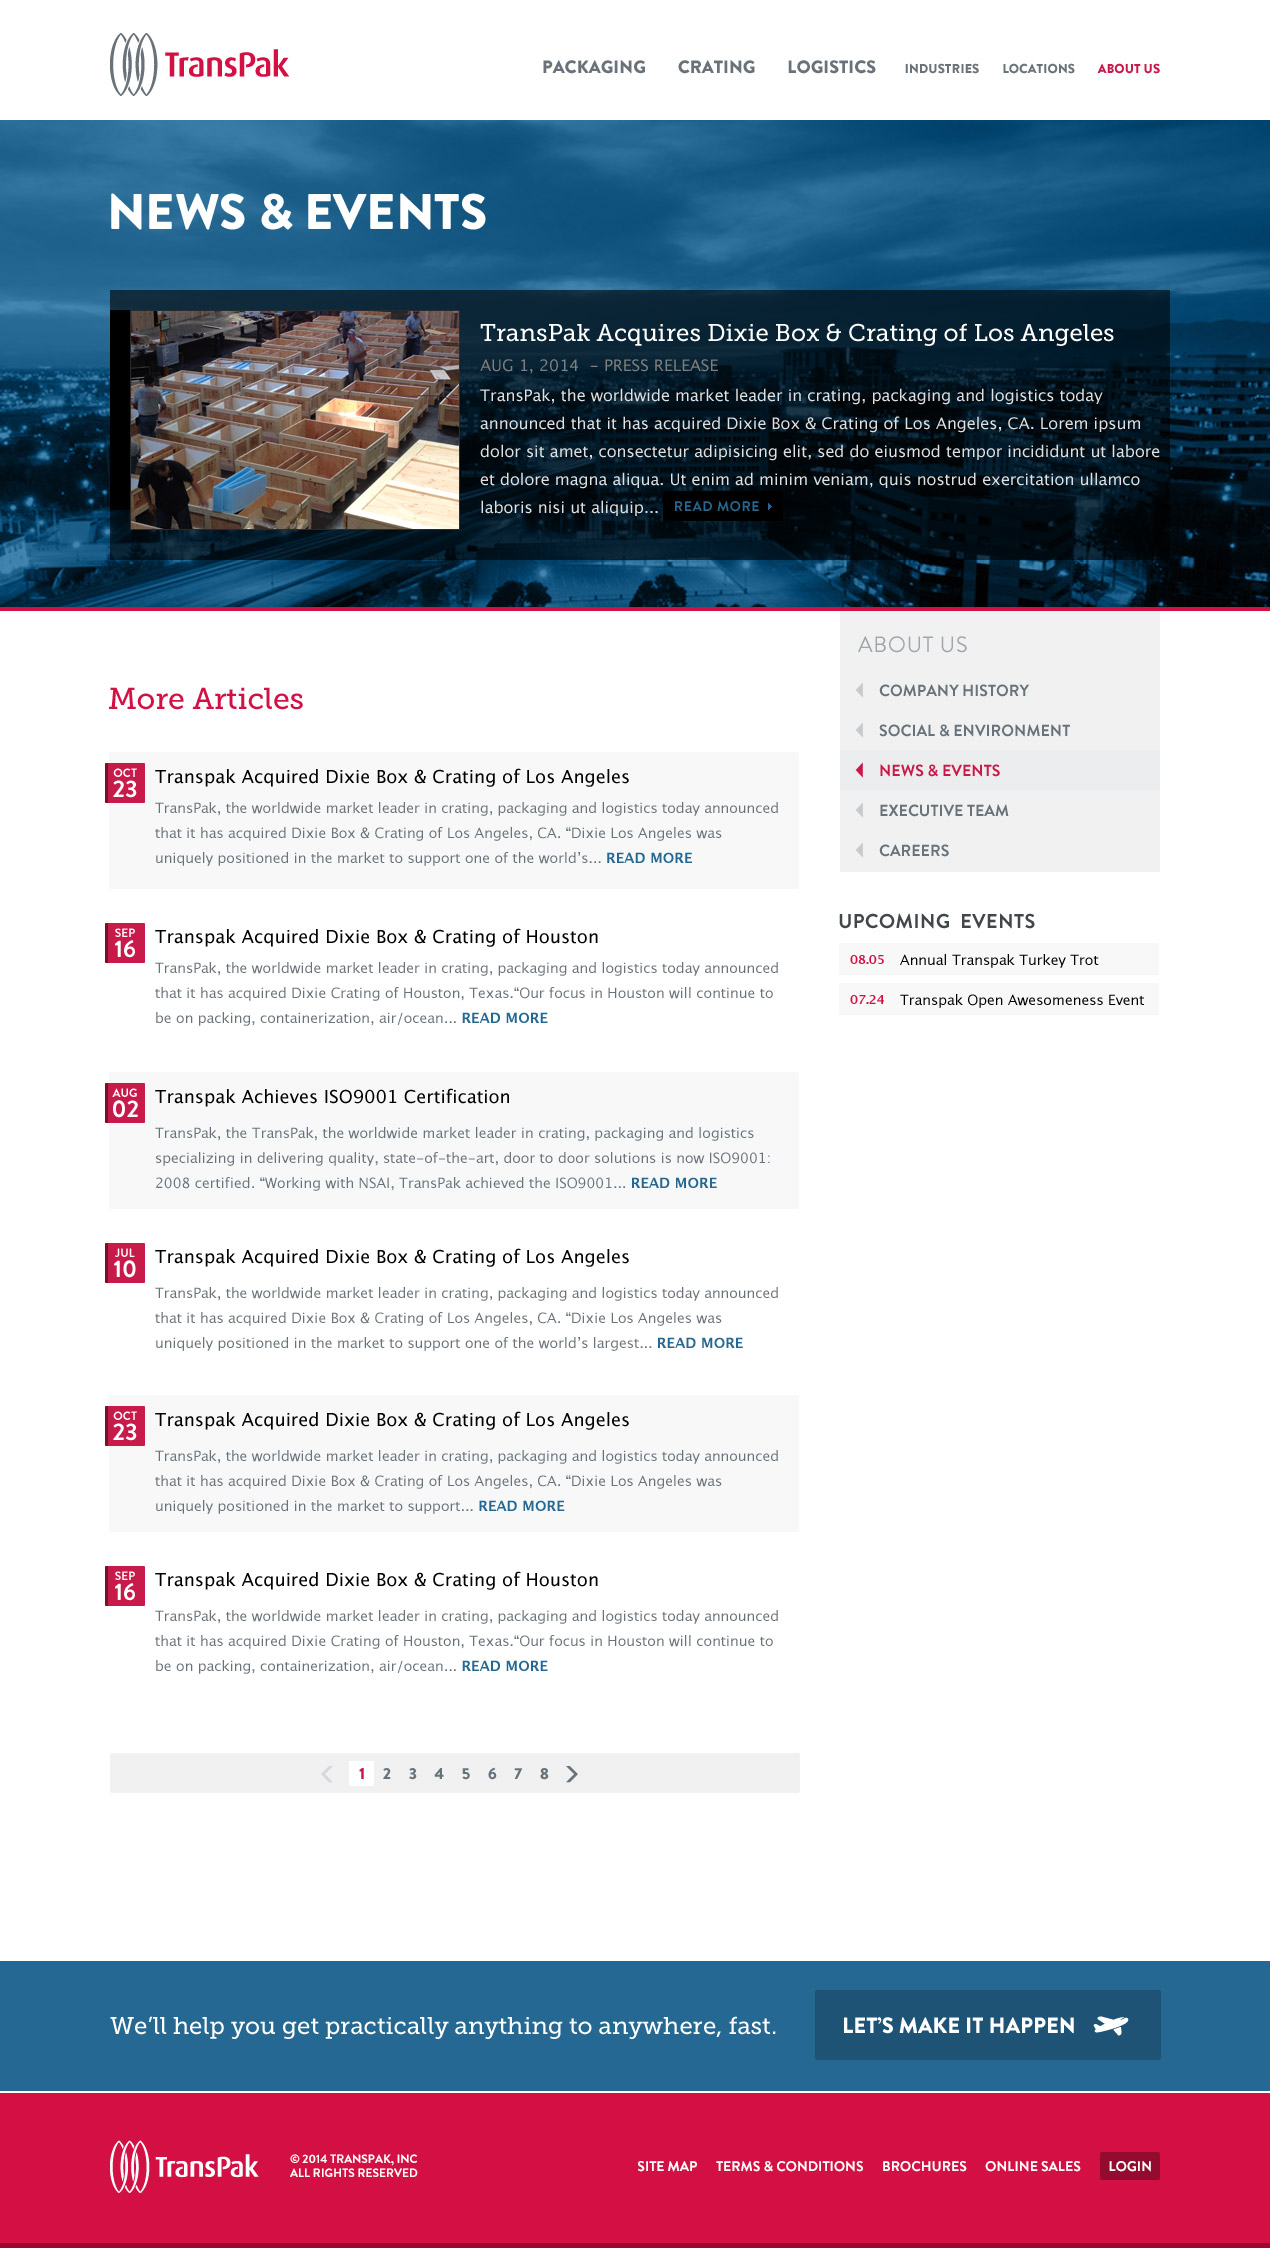 TransPak
PACKAGING CRATING LOGISTICS INDUSTRIES LOCATIONS ABOUT US
NEWS & EVENTS
TransPak Acquires Dixie Box & Crating of Los Angeles
AUG 1, 2014 – PRESS RELEASE
TransPak, the worldwide market leader in crating, packaging and logistics today
announced that it has acquired Dixie Box & Crating of Los Angeles, CA. Lorem ipsum
dolor sit amet, consectetur adipisicing elit, sed do eiusmod tempor incididunt ut labore
et dolore magna aliqua. Ut enim ad minim veniam, quis nostrud exercitation ullamco
laboris nisi ut aliquip... READ MORE
ABOUT US
COMPANY HISTORY
SOCIAL & ENVIRONMENT
NEWS & EVENTS
EXECUTIVE TEAM
CAREERS
UPCOMING EVENTS
08.05 Annual Transpak Turkey Trot
07.24 Transpak Open Awesomeness Event
More Articles
OCT
23
Transpak Acquired Dixie Box & Crating of Los Angeles
TransPak, the worldwide market leader in crating, packaging and logistics today announced
that it has acquired Dixie Box & Crating of Los Angeles, CA. “Dixie Los Angeles was
uniquely positioned in the market to support one of the world’s... READ MORE
SEP
16
Transpak Acquired Dixie Box & Crating of Houston
TransPak, the worldwide market leader in crating, packaging and logistics today announced
that it has acquired Dixie Crating of Houston, Texas.“Our focus in Houston will continue to
be on packing, containerization, air/ocean... READ MORE
AUG
02
Transpak Achieves ISO9001 Certification
TransPak, the TransPak, the worldwide market leader in crating, packaging and logistics
specializing in delivering quality, state-of-the-art, door to door solutions is now ISO9001:
2008 certified. “Working with NSAI, TransPak achieved the ISO9001... READ MORE
JUL
10
Transpak Acquired Dixie Box & Crating of Los Angeles
TransPak, the worldwide market leader in crating, packaging and logistics today announced
that it has acquired Dixie Box & Crating of Los Angeles, CA. “Dixie Los Angeles was
uniquely positioned in the market to support one of the world’s largest... READ MORE
OCT
23
Transpak Acquired Dixie Box & Crating of Los Angeles
TransPak, the worldwide market leader in crating, packaging and logistics today announced
that it has acquired Dixie Box & Crating of Los Angeles, CA. “Dixie Los Angeles was
uniquely positioned in the market to support... READ MORE
SEP
16
Transpak Acquired Dixie Box & Crating of Houston
TransPak, the worldwide market leader in crating, packaging and logistics today announced
that it has acquired Dixie Crating of Houston, Texas.“Our focus in Houston will continue to
be on packing, containerization, air/ocean... READ MORE
1 2 3 4 5 6 7 8
We’ll help you get practically anything to anywhere, fast.
LET’S MAKE IT HAPPEN
TransPak
© 2014 TRANSPAK, INC
ALL RIGHTS RESERVED
SITE MAP TERMS & CONDITIONS BROCHURES ONLINE SALES LOGIN